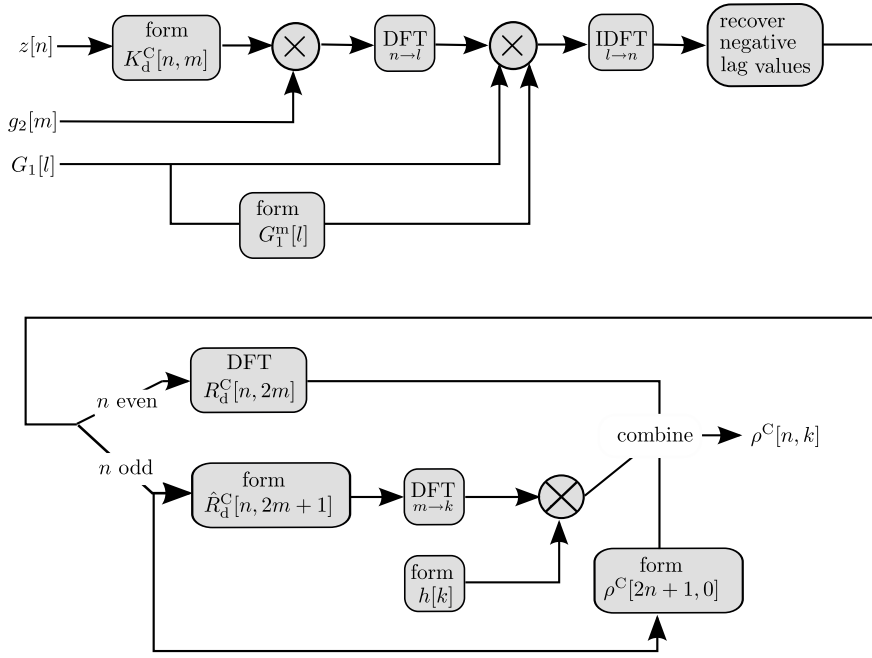 z[n]
form
K_d^C[n, m]
×
DFT
n→l
×
IDFT
l→n
recover
negative
lag values
g_2[m]
G_1[l]
form
G_1^m[l]
DFT
R_d^C[n, 2m]
n even
combine
ρ^C[n, k]
n odd
form
R̂_d^C[n, 2m + 1]
DFT
m→k
form
h[k]
form
ρ^C[2n + 1, 0]